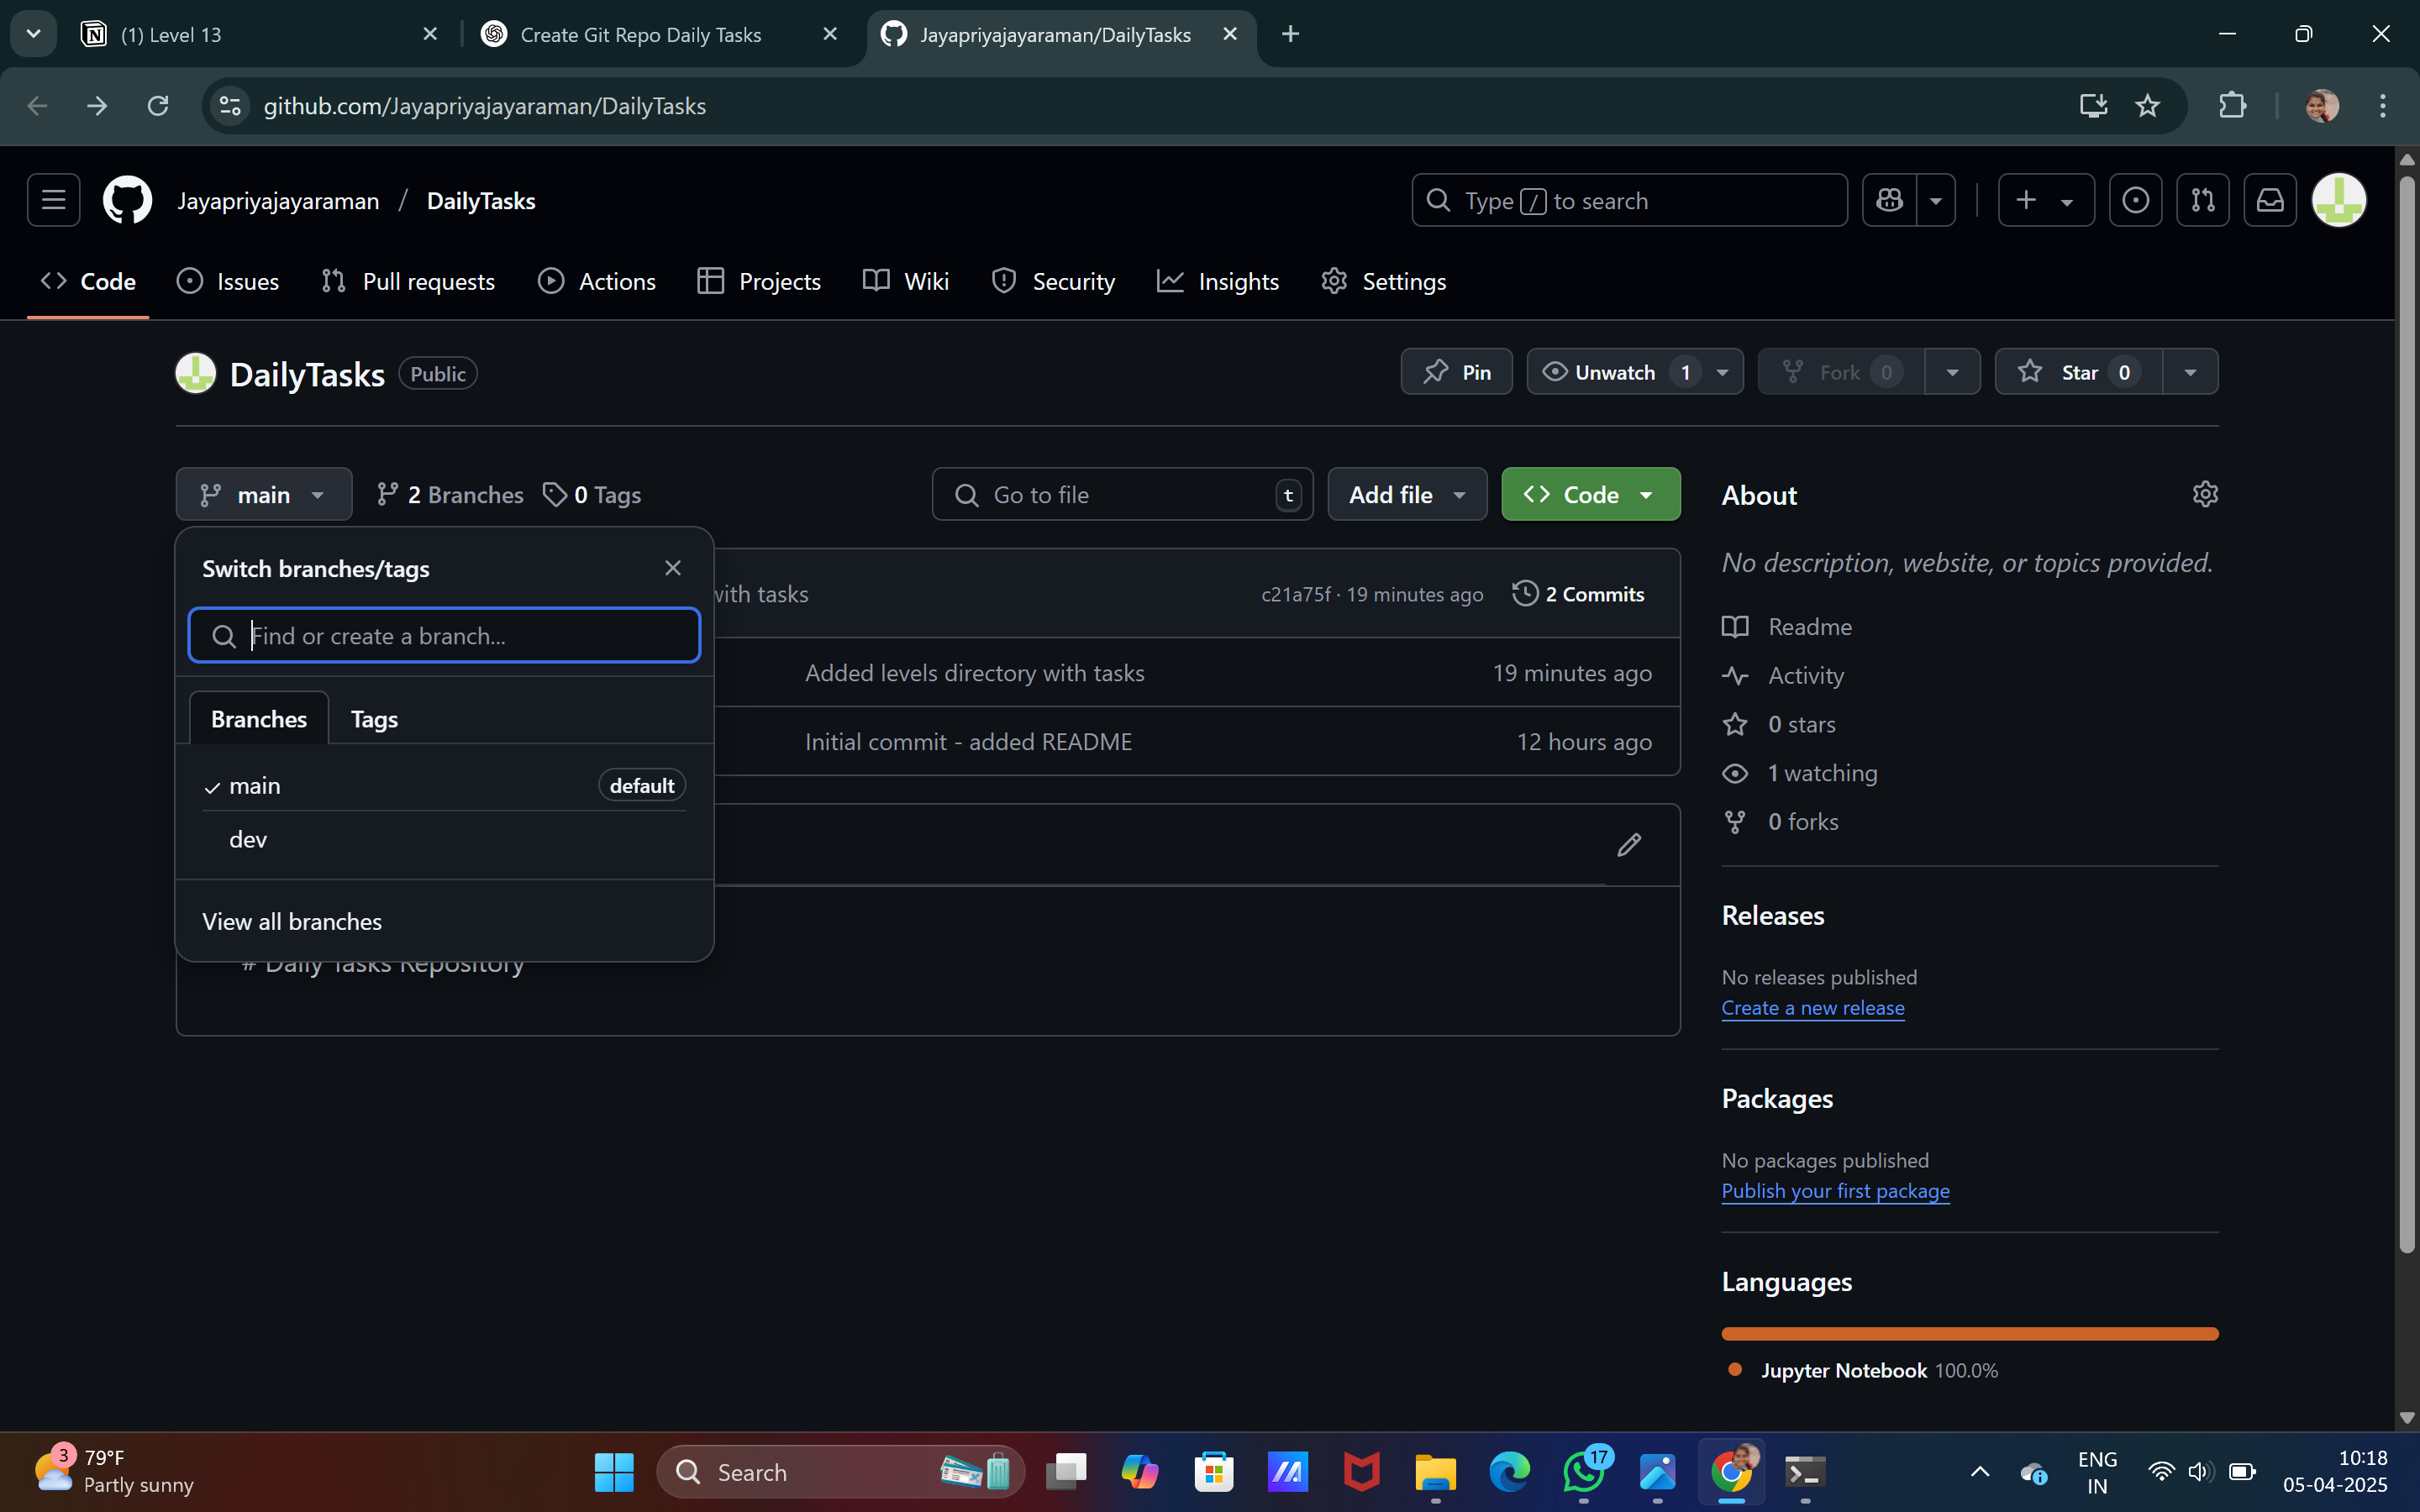 (1) Level 13
Create Git Repo Daily Tasks
Jayapriyajayaraman/DailyTasks
github.com/Jayapriyajayaraman/DailyTasks
Jayapriyajayaraman / DailyTasks
Type / to search
Code
Issues
Pull requests
Actions
Projects
Wiki
Security
Insights
Settings
DailyTasks Public
Pin
Unwatch 1
Fork 0
Star 0
main
2 Branches
0 Tags
Go to file t
Add file
Code
Switch branches/tags
Find or create a branch...
Branches
Tags
main default
dev
View all branches
with tasks
c21a75f · 19 minutes ago
2 Commits
Added levels directory with tasks
19 minutes ago
Initial commit - added README
12 hours ago
# Daily Tasks Repository
About
No description, website, or topics provided.
Readme
Activity
0 stars
1 watching
0 forks
Releases
No releases published
Create a new release
Packages
No packages published
Publish your first package
Languages
Jupyter Notebook 100.0%
3
79°F
Partly sunny
Search
17
ENG
IN
10:18
05-04-2025